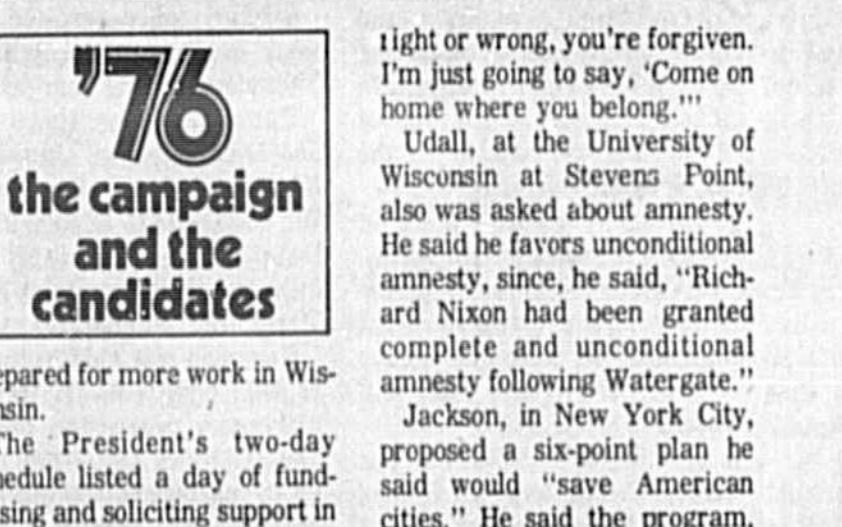 '76
the campaign
and the
candidates
epared for more work in Wis-
nsin.
The President's two-day
hedule listed a day of fund-
sing and soliciting support in
right or wrong, you're forgiven.
I'm just going to say, 'Come on
home where you belong.'"
Udall, at the University of
Wisconsin at Stevens Point,
also was asked about amnesty.
He said he favors unconditional
amnesty, since, he said, "Rich-
ard Nixon had been granted
complete and unconditional
amnesty following Watergate."
Jackson, in New York City,
proposed a six-point plan he
said would "save American
cities." He said the program,